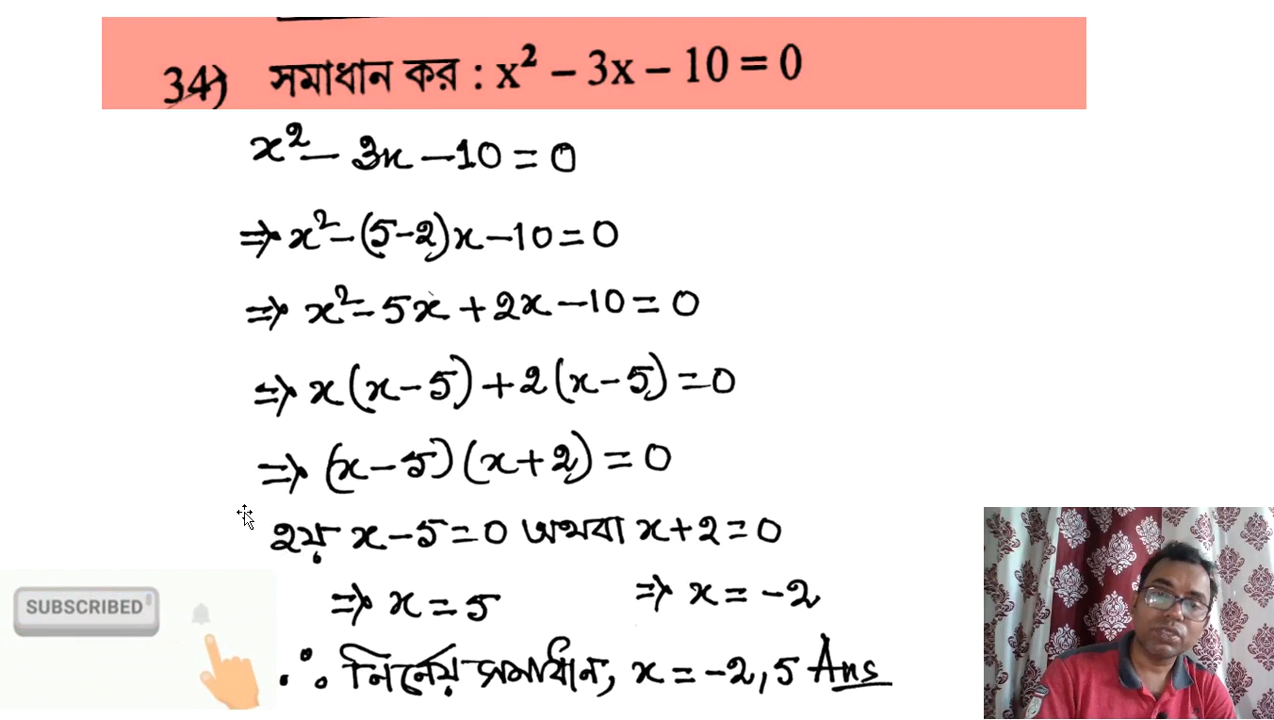 34) সমাধান কর : x² – 3x – 10 = 0
x² – 3x – 10 = 0
⇒ x² – (5–2)x – 10 = 0
⇒ x² – 5x + 2x – 10 = 0
⇒ x(x – 5) + 2(x – 5) = 0
⇒ (x – 5)(x + 2) = 0
হয় x – 5 = 0 অথবা x + 2 = 0
⇒ x = 5 ⇒ x = –2
∴ নির্ণেয় সমাধান, x = –2, 5 Ans
SUBSCRIBED